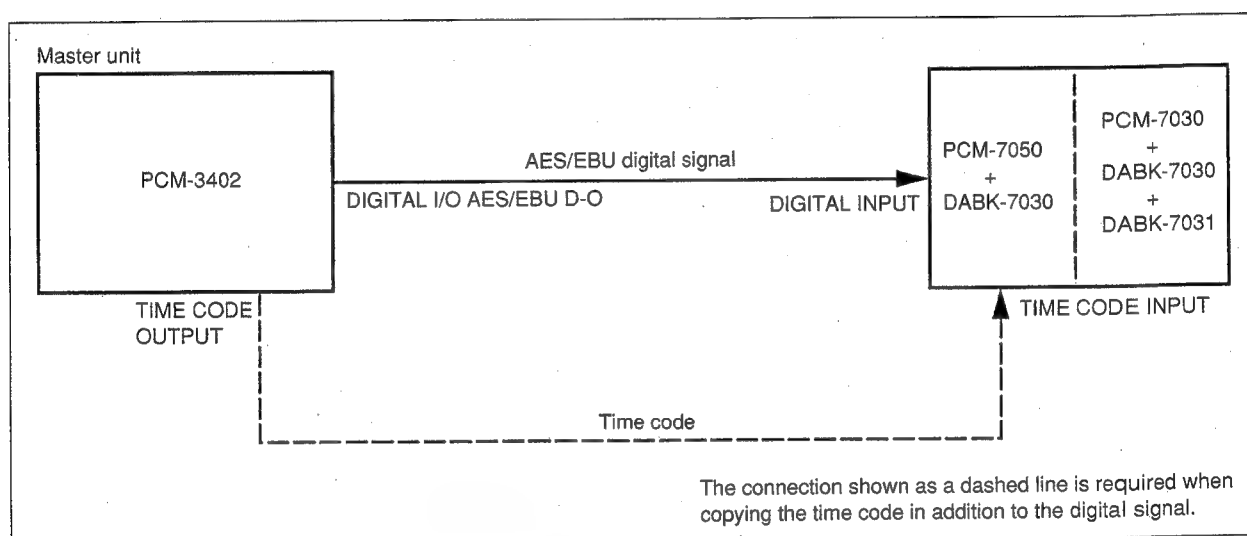 Master unit
PCM-3402
AES/EBU digital signal
DIGITAL I/O AES/EBU D-O
DIGITAL INPUT
PCM-7050
+
DABK-7030
PCM-7030
+
DABK-7030
+
DABK-7031
TIME CODE
OUTPUT
TIME CODE INPUT
Time code
The connection shown as a dashed line is required when
copying the time code in addition to the digital signal.